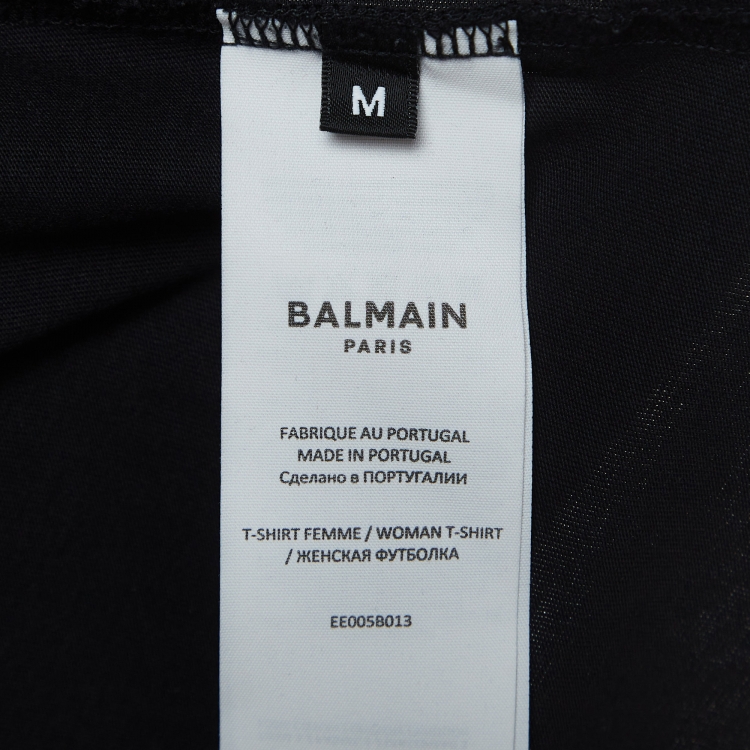 M
BALMAIN
PARIS
FABRIQUE AU PORTUGAL
MADE IN PORTUGAL
Сделано в ПОРТУГАЛИИ
T-SHIRT FEMME / WOMAN T-SHIRT
/ ЖЕНСКАЯ ФУТБОЛКА
EE005B013